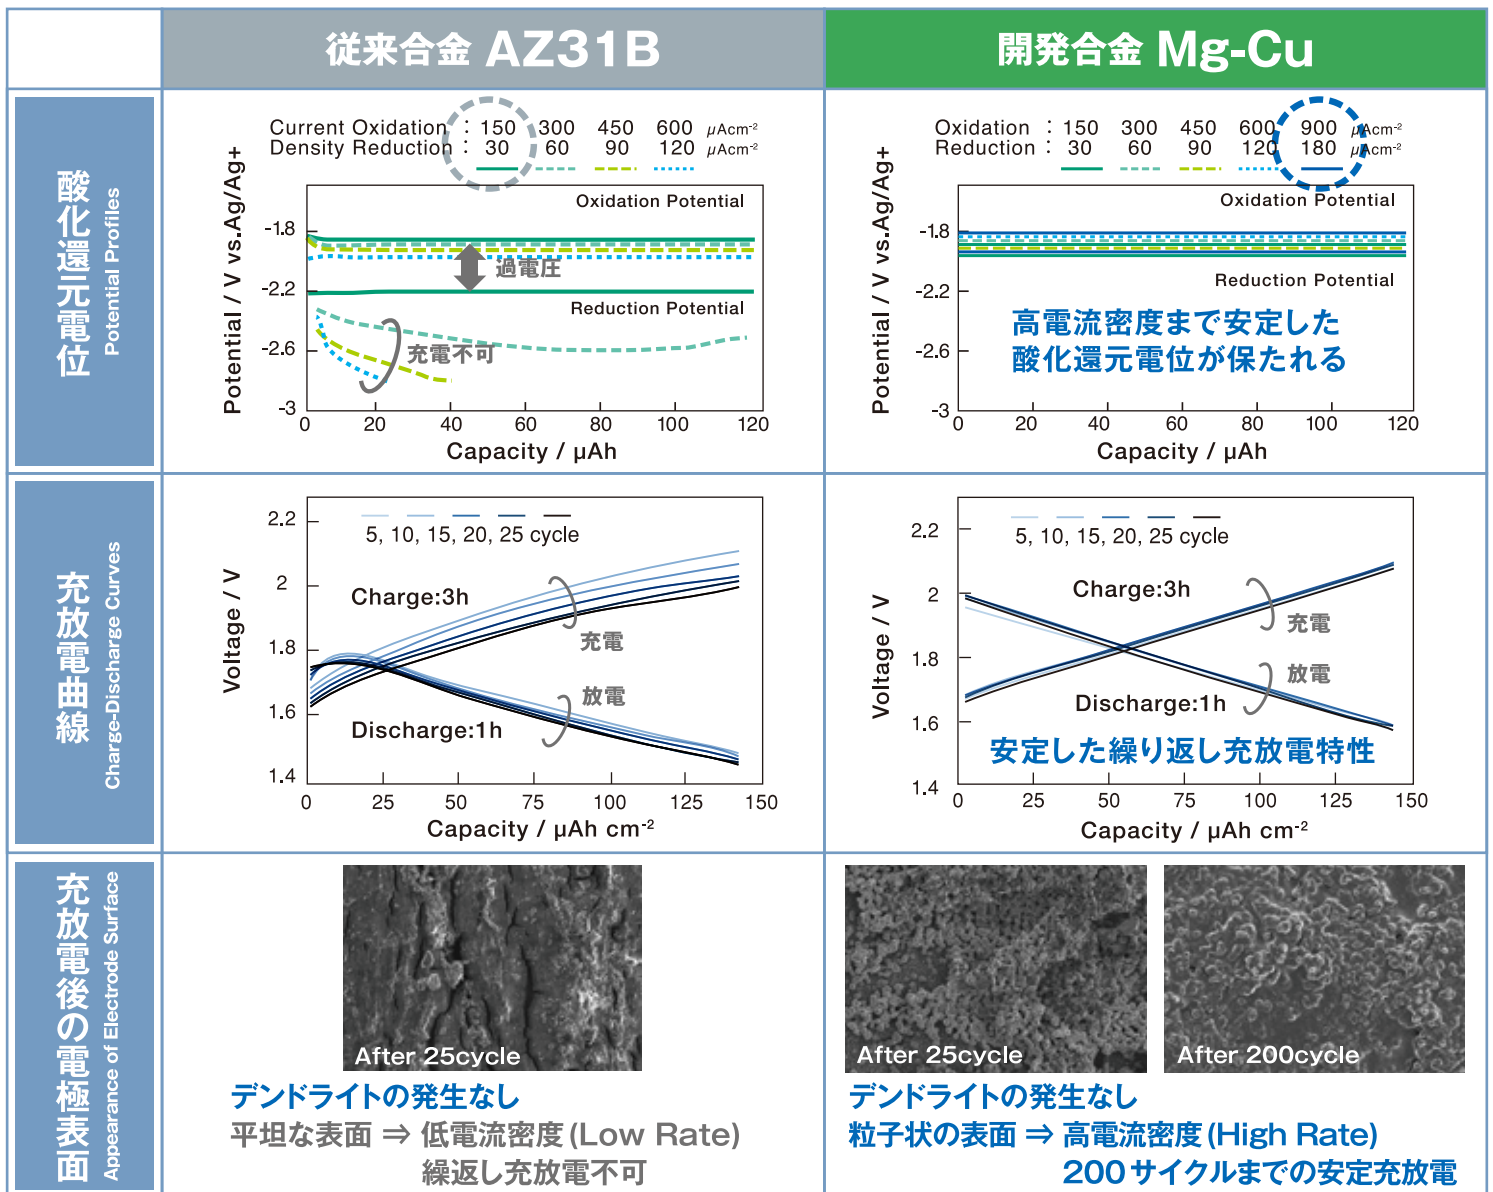 従来合金 AZ31B
開発合金 Mg-Cu
酸化還元電位
Potential Profiles
Current Oxidation : 150 300 450 600 μAcm-2
Density Reduction : 30 60 90 120 μAcm-2
Potential / V vs.Ag/Ag+
-1.8
-2.2
-2.6
-3
Oxidation Potential
過電圧
Reduction Potential
充電不可
0 20 40 60 80 100 120
Capacity / μAh
Oxidation : 150 300 450 600 900 μAcm-2
Reduction : 30 60 90 120 180 μAcm-2
Potential / V vs.Ag/Ag+
-1.8
-2.2
-2.6
-3
Oxidation Potential
Reduction Potential
高電流密度まで安定した
酸化還元電位が保たれる
0 20 40 60 80 100 120
Capacity / μAh
充放電曲線
Charge-Discharge Curves
Voltage / V
2.2
2
1.8
1.6
1.4
5, 10, 15, 20, 25 cycle
Charge:3h
充電
放電
Discharge:1h
0 25 50 75 100 125 150
Capacity / μAh cm-2
Voltage / V
2.2
2
1.8
1.6
1.4
5, 10, 15, 20, 25 cycle
Charge:3h
充電
放電
Discharge:1h
安定した繰り返し充放電特性
0 25 50 75 100 125 150
Capacity / μAh cm-2
充放電後の電極表面
Appearance of Electrode Surface
After 25cycle
デンドライトの発生なし
平坦な表面 ⇒ 低電流密度(Low Rate)
繰返し充放電不可
After 25cycle
After 200cycle
デンドライトの発生なし
粒子状の表面 ⇒ 高電流密度(High Rate)
200サイクルまでの安定充放電